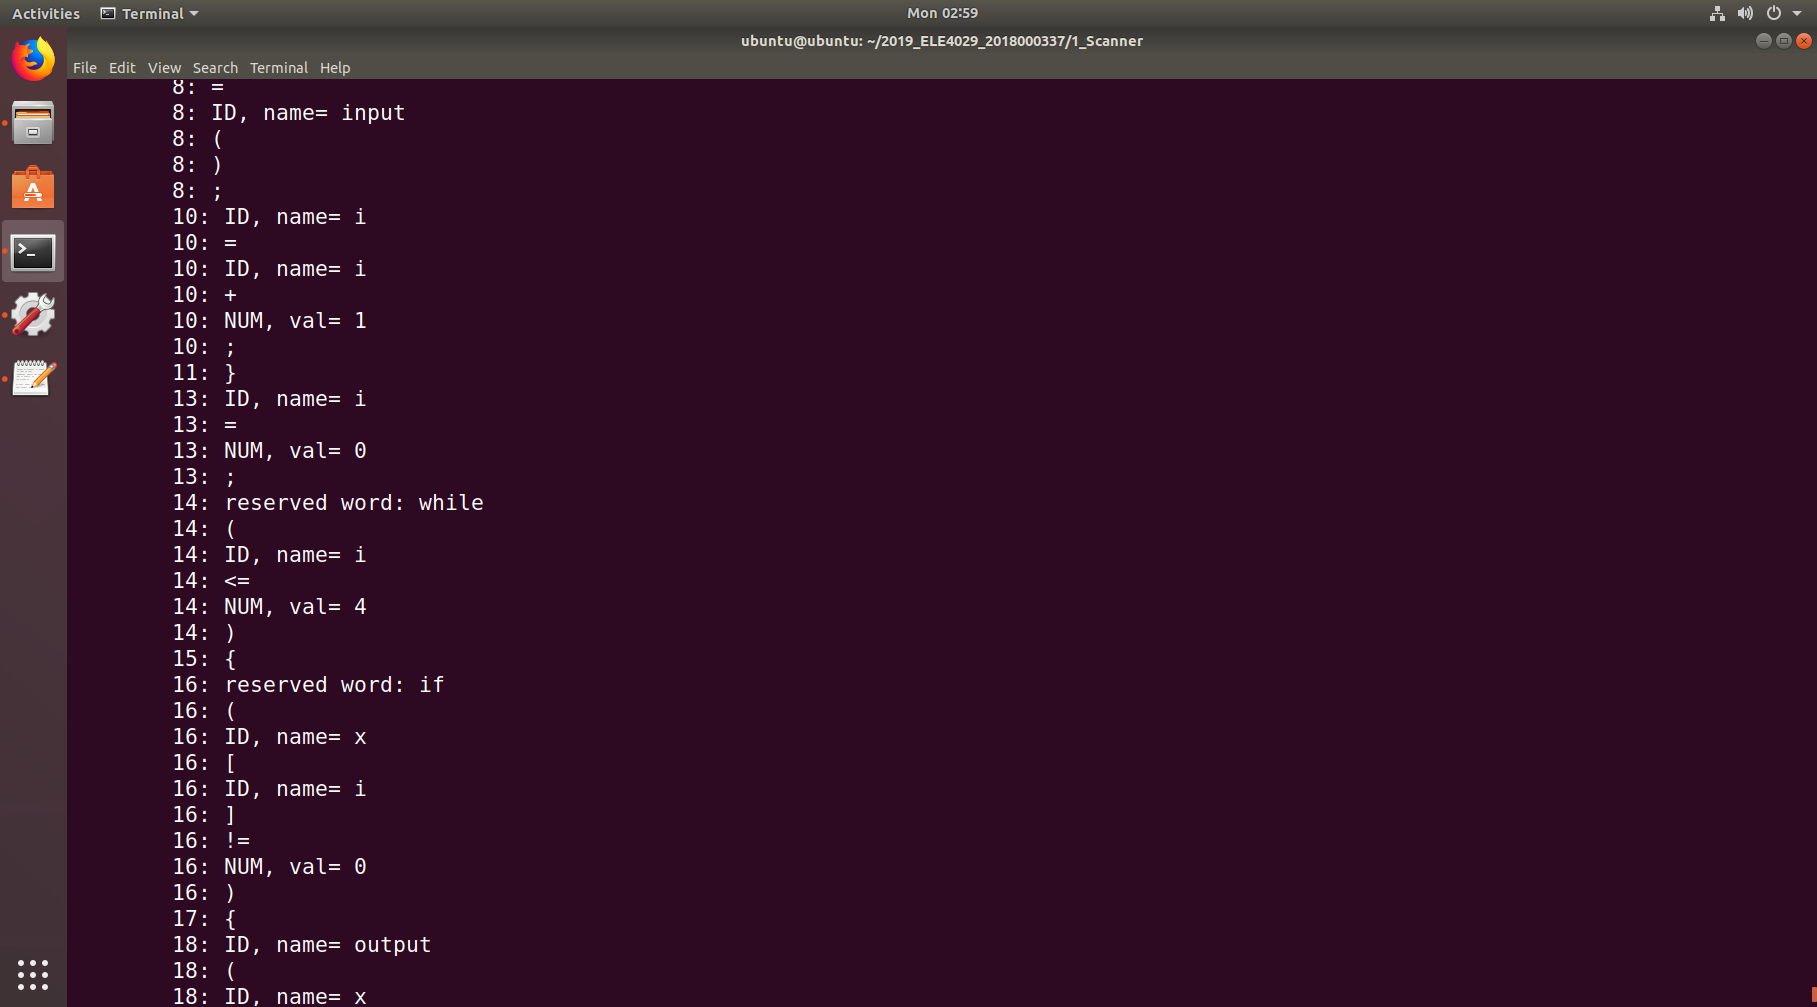 Activities Terminal Mon 02:59
ubuntu@ubuntu: ~/2019_ELE4029_2018000337/1_Scanner
File Edit View Search Terminal Help
8: =
8: ID, name= input
8: (
8: )
8: ;
10: ID, name= i
10: =
10: ID, name= i
10: +
10: NUM, val= 1
10: ;
11: }
13: ID, name= i
13: =
13: NUM, val= 0
13: ;
14: reserved word: while
14: (
14: ID, name= i
14: <=
14: NUM, val= 4
14: )
15: {
16: reserved word: if
16: (
16: ID, name= x
16: [
16: ID, name= i
16: ]
16: !=
16: NUM, val= 0
16: )
17: {
18: ID, name= output
18: (
18: ID, name= x